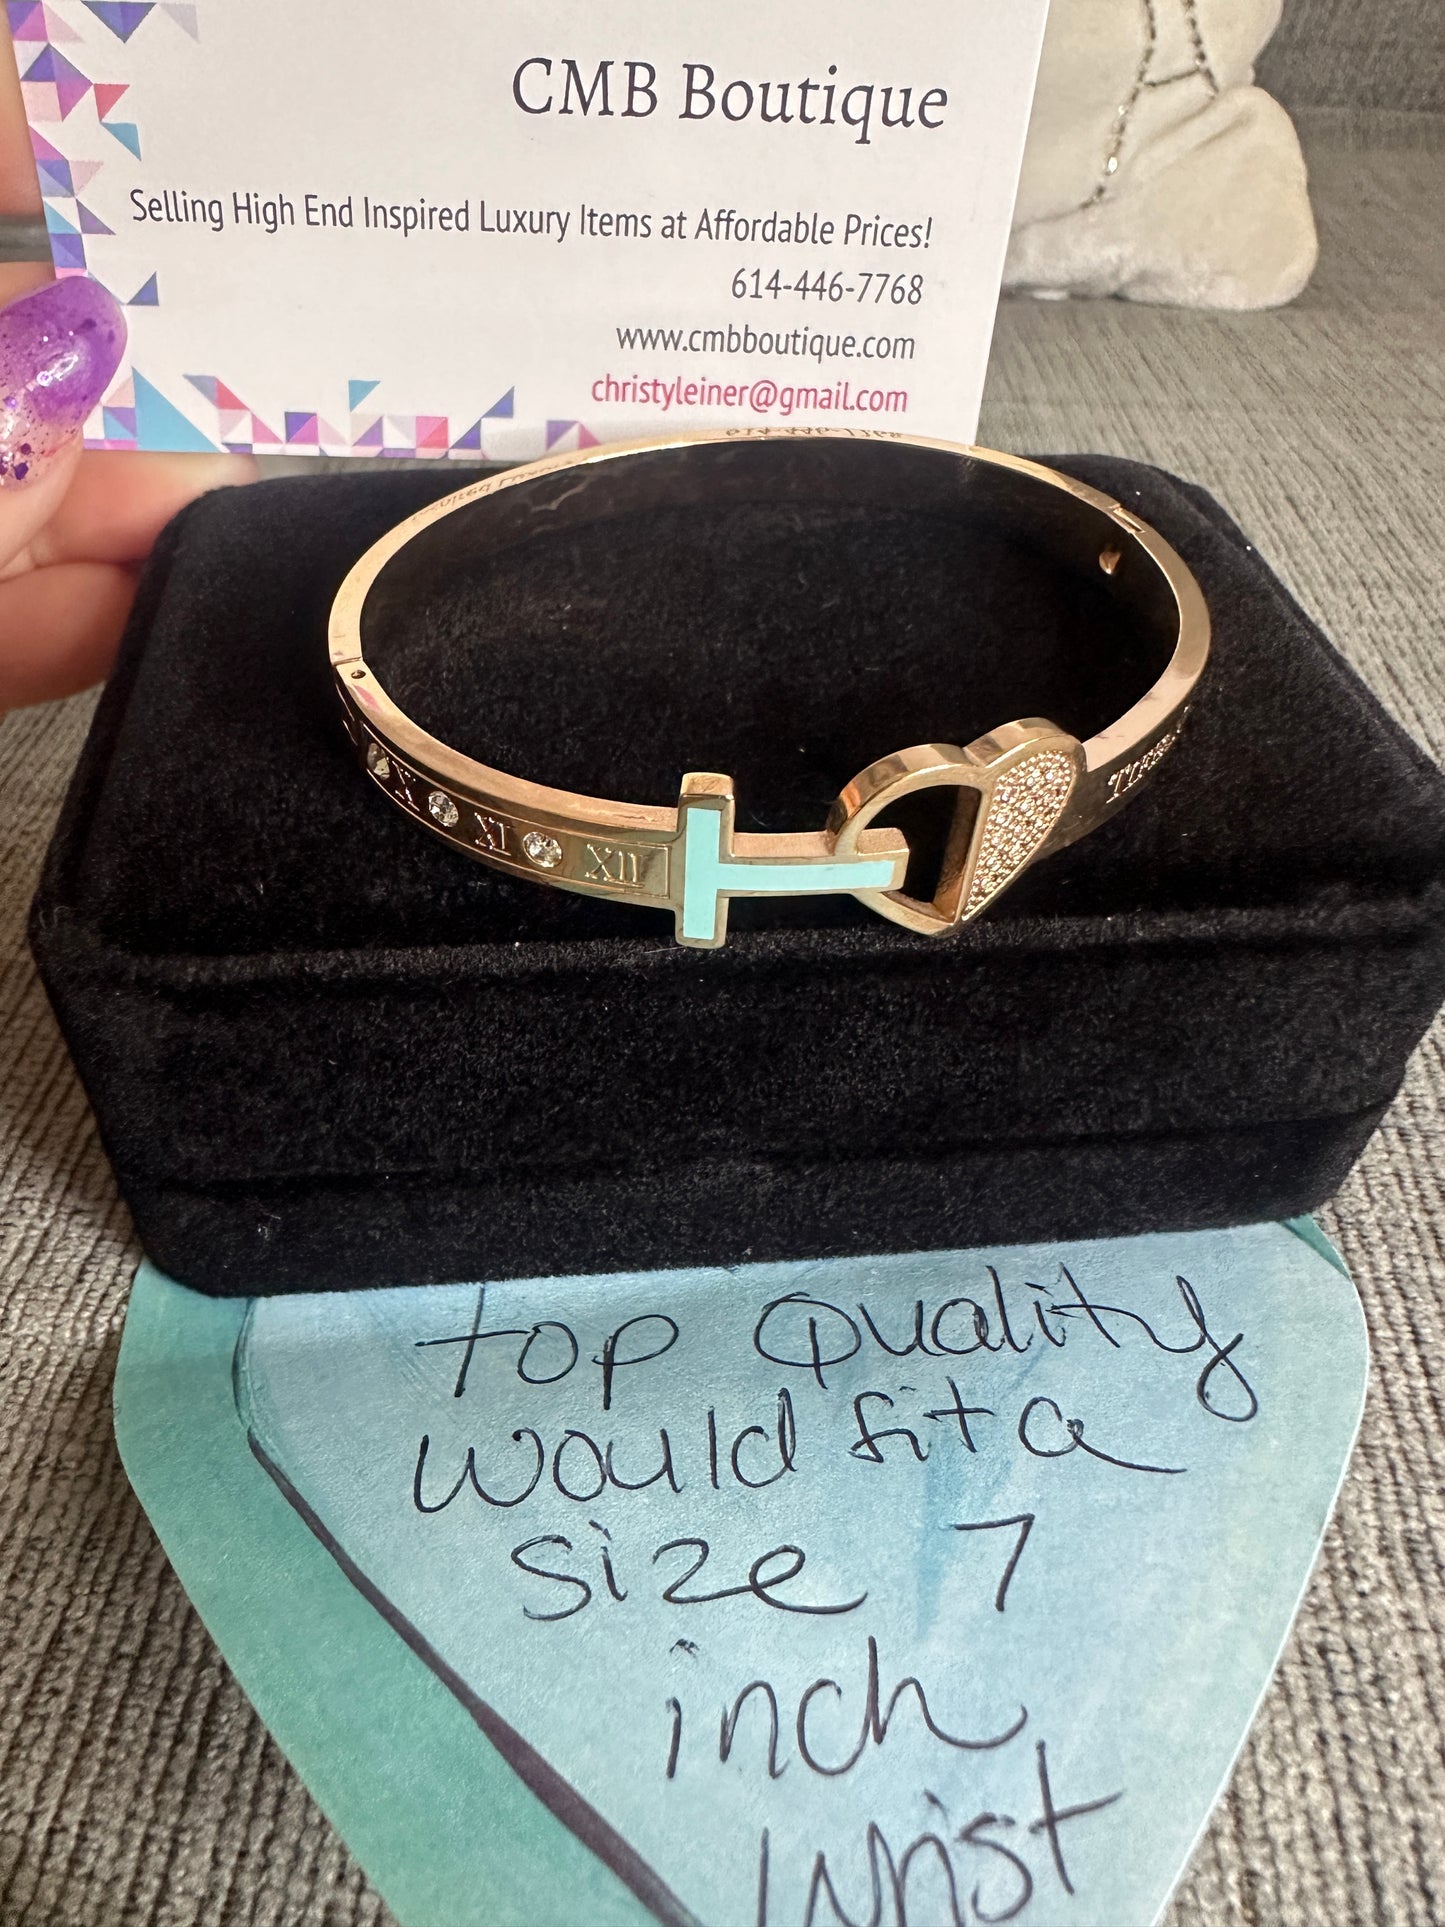 CMB Boutique
Selling High End Inspired Luxury Items at Affordable Prices!
614-446-7768
www.cmbboutique.com
christyleiner@gmail.com
X XI XII
top Quality
would fit a
size 7
inch
wrist